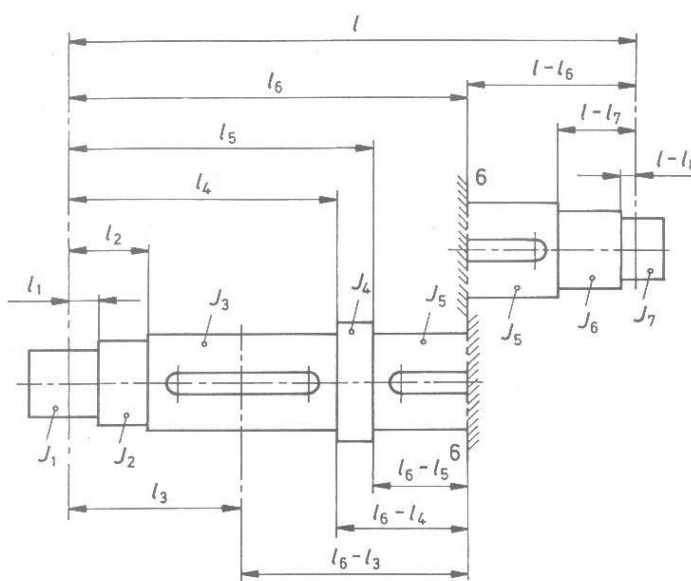 l
l₆
l – l₆
l₅
l – l₇
l₄
6
l₂
l₁
J₃
J₄
J₅
J₅
J₆
J₇
J₁
J₂
6
l₆ – l₅
l₃
l₆ – l₄
l₆ – l₃